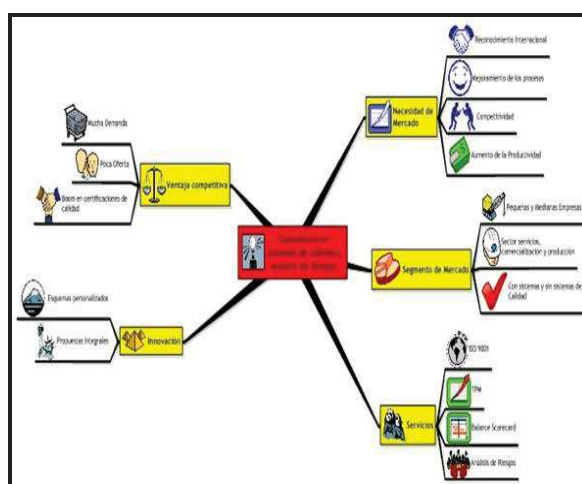 Reconocimiento Internacional
Mejoramiento de los procesos
Competitividad
Aumento de la Productividad
Necesidad de
Mercado
Mucha Demanda
Poca Oferta
Boom en certificaciones de
calidad
Ventaja competitiva
Pequeñas y Medianas Empresas
Sector servicios,
comercializacion y producción
Con sistemas y sin sistemas de
Calidad
Segmento de Mercado
Esquemas personalizados
Propuestas Integrales
Innovación
ISO 9001
TPM
Balance Scorecard
Análisis de Riesgos
Servicios